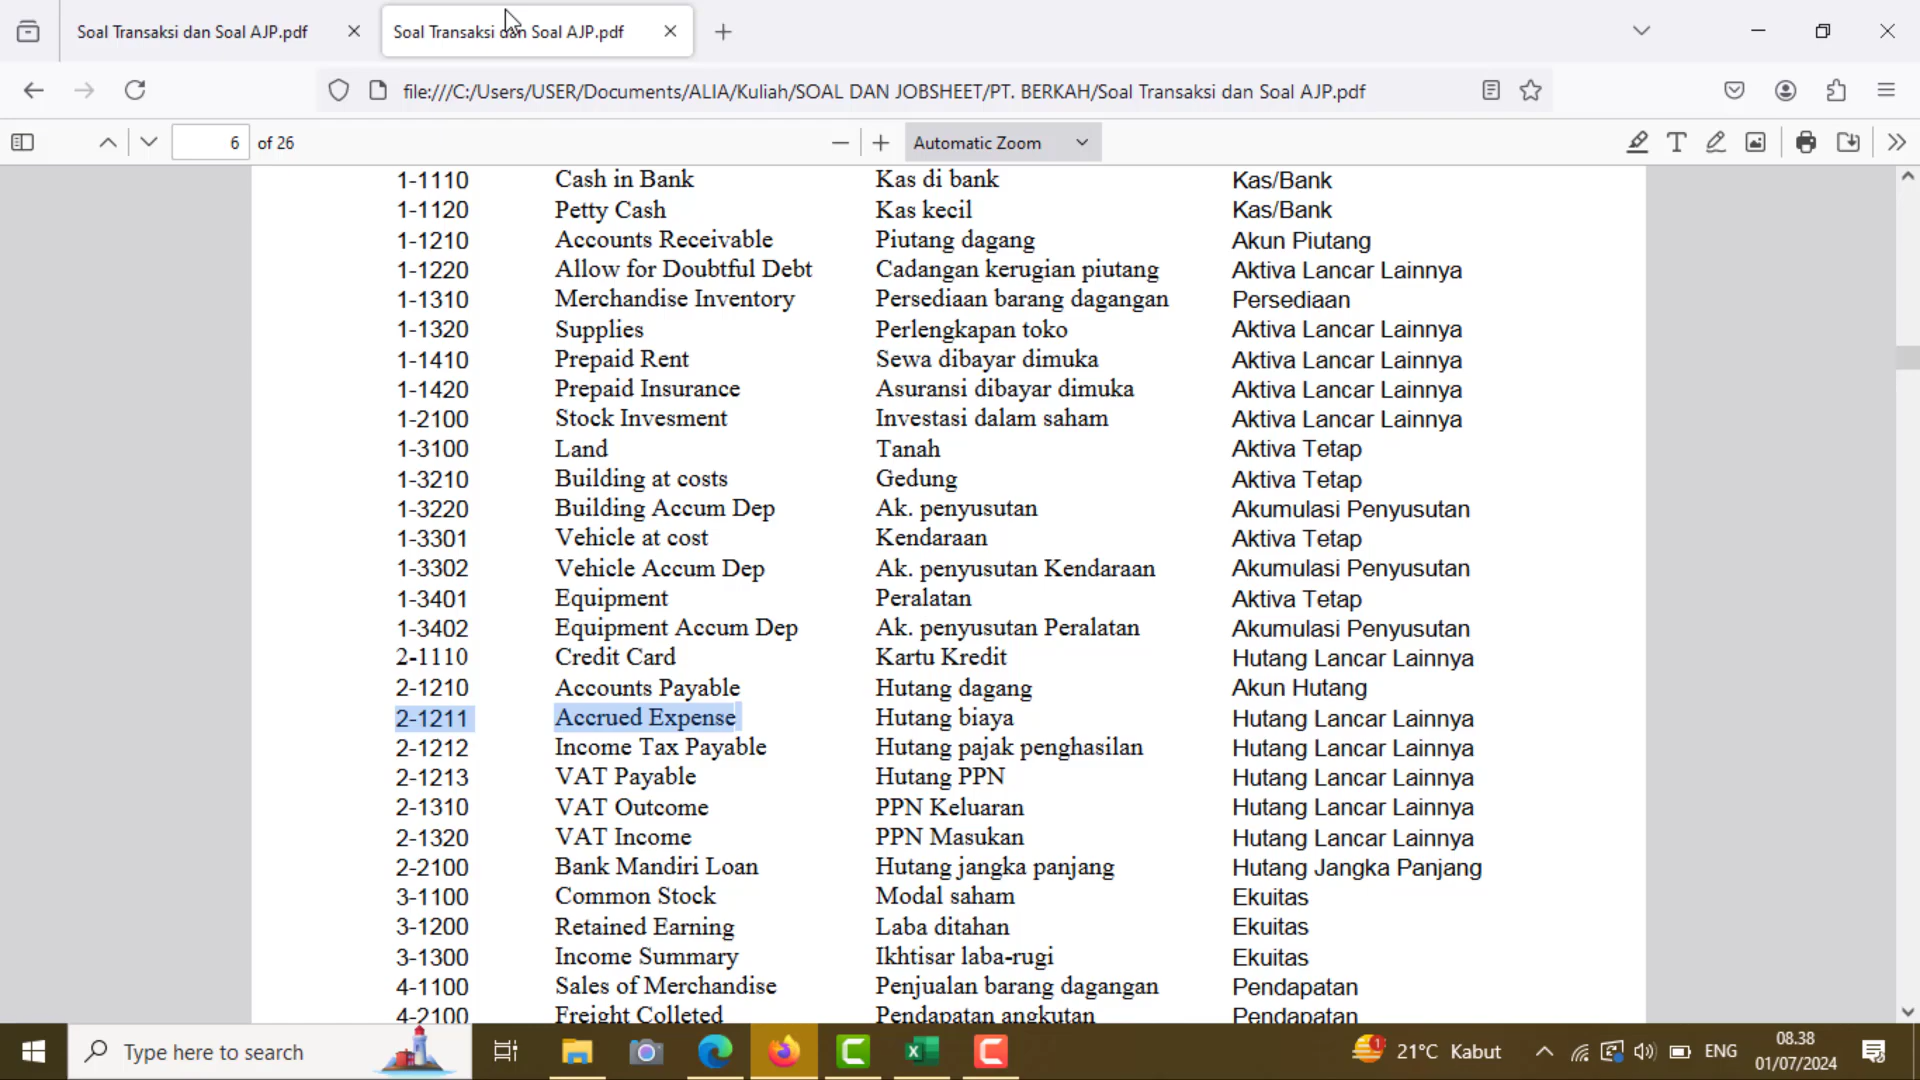 Soal Transaksi dan Soal AJP.pdf
Soal Transaksi dan Soal AJP.pdf
file:///C:/Users/USER/Documents/ALIA/Kuliah/SOAL DAN JOBSHEET/PT. BERKAH/Soal Transaksi dan Soal AJP.pdf
6 of 26 Automatic Zoom
1-1110 Cash in Bank Kas di bank Kas/Bank
1-1120 Petty Cash Kas kecil Kas/Bank
1-1210 Accounts Receivable Piutang dagang Akun Piutang
1-1220 Allow for Doubtful Debt Cadangan kerugian piutang Aktiva Lancar Lainnya
1-1310 Merchandise Inventory Persediaan barang dagangan Persediaan
1-1320 Supplies Perlengkapan toko Aktiva Lancar Lainnya
1-1410 Prepaid Rent Sewa dibayar dimuka Aktiva Lancar Lainnya
1-1420 Prepaid Insurance Asuransi dibayar dimuka Aktiva Lancar Lainnya
1-2100 Stock Invesment Investasi dalam saham Aktiva Lancar Lainnya
1-3100 Land Tanah Aktiva Tetap
1-3210 Building at costs Gedung Aktiva Tetap
1-3220 Building Accum Dep Ak. penyusutan Akumulasi Penyusutan
1-3301 Vehicle at cost Kendaraan Aktiva Tetap
1-3302 Vehicle Accum Dep Ak. penyusutan Kendaraan Akumulasi Penyusutan
1-3401 Equipment Peralatan Aktiva Tetap
1-3402 Equipment Accum Dep Ak. penyusutan Peralatan Akumulasi Penyusutan
2-1110 Credit Card Kartu Kredit Hutang Lancar Lainnya
2-1210 Accounts Payable Hutang dagang Akun Hutang
2-1211 Accrued Expense Hutang biaya Hutang Lancar Lainnya
2-1212 Income Tax Payable Hutang pajak penghasilan Hutang Lancar Lainnya
2-1213 VAT Payable Hutang PPN Hutang Lancar Lainnya
2-1310 VAT Outcome PPN Keluaran Hutang Lancar Lainnya
2-1320 VAT Income PPN Masukan Hutang Lancar Lainnya
2-2100 Bank Mandiri Loan Hutang jangka panjang Hutang Jangka Panjang
3-1100 Common Stock Modal saham Ekuitas
3-1200 Retained Earning Laba ditahan Ekuitas
3-1300 Income Summary Ikhtisar laba-rugi Ekuitas
4-1100 Sales of Merchandise Penjualan barang dagangan Pendapatan
4-2100 Freight Colleted Pendapatan angkutan Pendapatan
Type here to search
1
21°C Kabut
ENG
08.38
01/07/2024